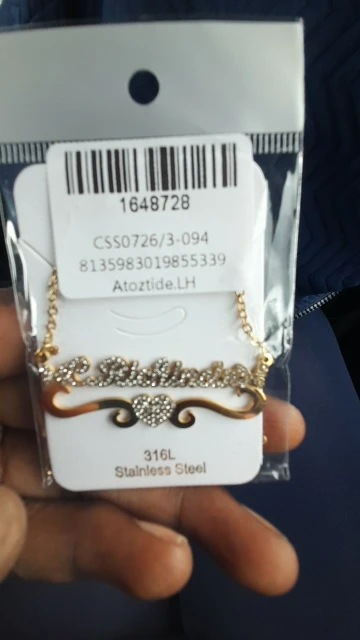 1648728
CSS0726/3-094
8135983019855339
Atoztide.LH
316L
Stainless Steel